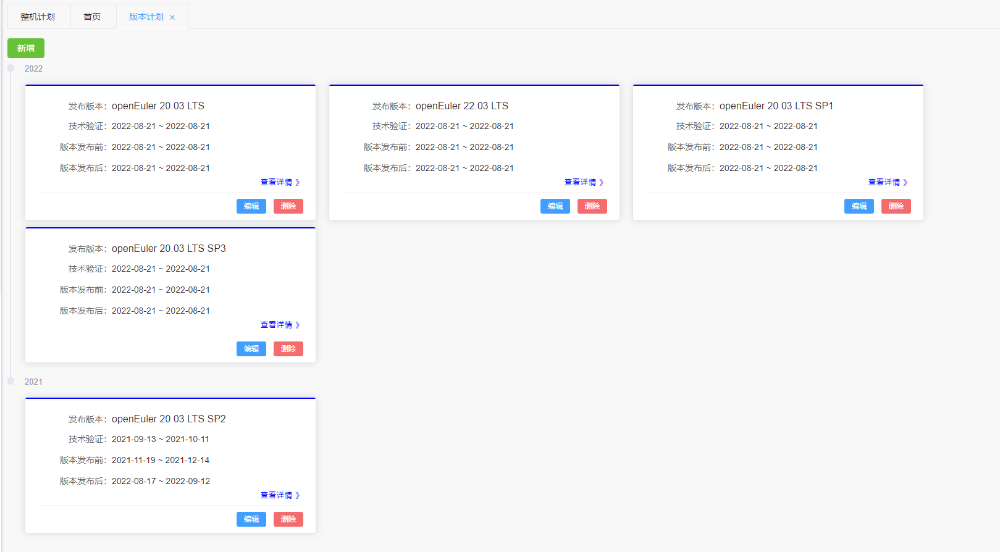 整机计划
首页
版本计划 ×
新增
2022
发布版本：openEuler 20.03 LTS
技术验证：2022-08-21 ~ 2022-08-21
版本发布前：2022-08-21 ~ 2022-08-21
版本发布后：2022-08-21 ~ 2022-08-21
查看详情 》
编辑 删除
发布版本：openEuler 22.03 LTS
技术验证：2022-08-21 ~ 2022-08-21
版本发布前：2022-08-21 ~ 2022-08-21
版本发布后：2022-08-21 ~ 2022-08-21
查看详情 》
编辑 删除
发布版本：openEuler 20.03 LTS SP1
技术验证：2022-08-21 ~ 2022-08-21
版本发布前：2022-08-21 ~ 2022-08-21
版本发布后：2022-08-21 ~ 2022-08-21
查看详情 》
编辑 删除
发布版本：openEuler 20.03 LTS SP3
技术验证：2022-08-21 ~ 2022-08-21
版本发布前：2022-08-21 ~ 2022-08-21
版本发布后：2022-08-21 ~ 2022-08-21
查看详情 》
编辑 删除
2021
发布版本：openEuler 20.03 LTS SP2
技术验证：2021-09-13 ~ 2021-10-11
版本发布前：2021-11-19 ~ 2021-12-14
版本发布后：2022-08-17 ~ 2022-09-12
查看详情 》
编辑 删除